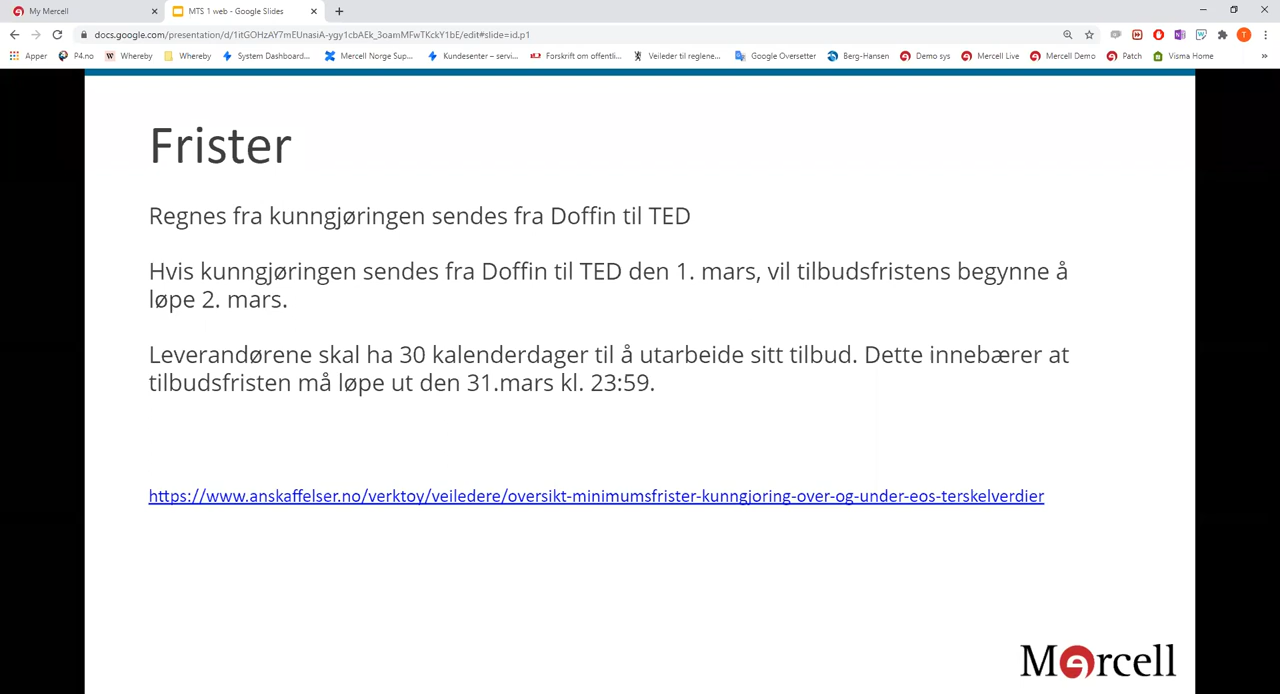 My Mercell
MTS 1 web - Google Slides
docs.google.com/presentation/d/1itGOHzAY7mEUnasiA-ygy1cbAEk_3oamMFwTKckY1bE/edit#slide=id.p1
Apper P4.no Whereby Whereby System Dashboard... Mercell Norge Sup... Kundesenter – servi... Forskrift om offentli... Veileder til reglene... Google Oversetter Berg-Hansen Demo sys Mercell Live Mercell Demo Patch Visma Home
Frister
Regnes fra kunngjøringen sendes fra Doffin til TED
Hvis kunngjøringen sendes fra Doffin til TED den 1. mars, vil tilbudsfristens begynne å
løpe 2. mars.
Leverandørene skal ha 30 kalenderdager til å utarbeide sitt tilbud. Dette innebærer at
tilbudsfristen må løpe ut den 31.mars kl. 23:59.
https://www.anskaffelser.no/verktoy/veiledere/oversikt-minimumsfrister-kunngjoring-over-og-under-eos-terskelverdier
Mercell